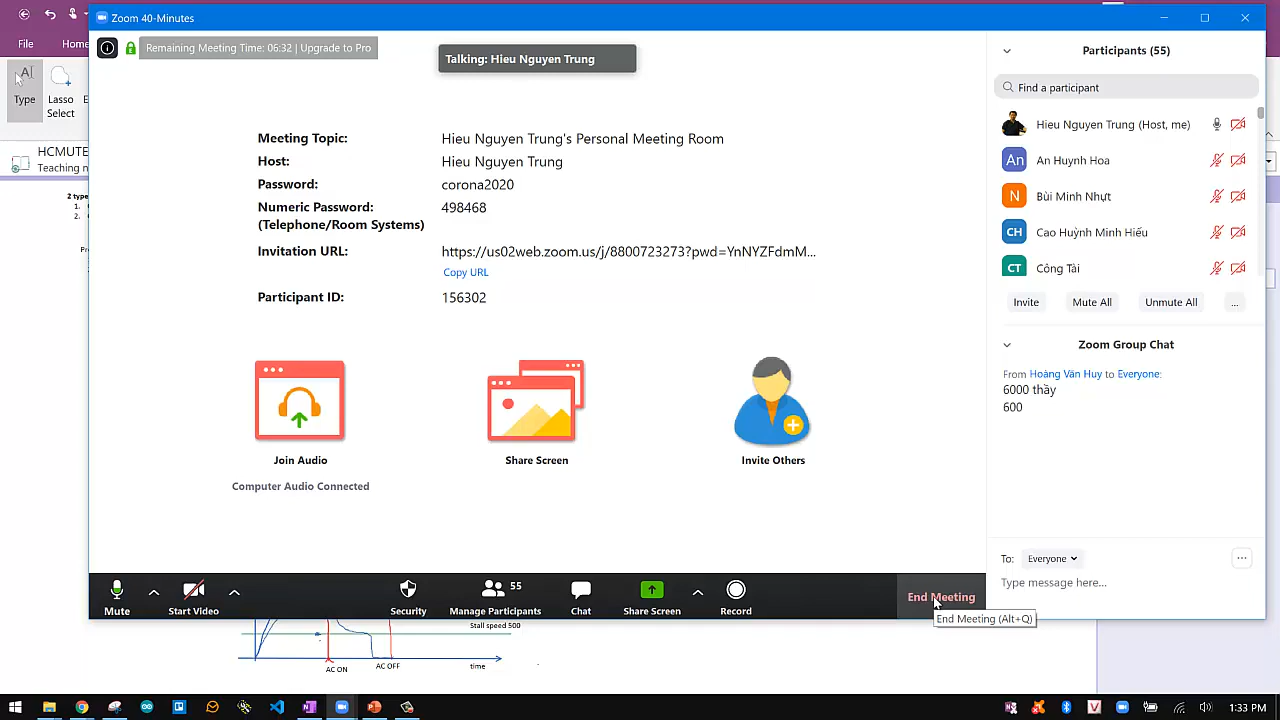 Zoom 40-Minutes
File
Home
Remaining Meeting Time: 06:32 | Upgrade to Pro
Talking: Hieu Nguyen Trung
Type
Lasso
Select
HCMUTE
Teaching n
2 type
1.
2.
Meeting Topic: Hieu Nguyen Trung's Personal Meeting Room
Host: Hieu Nguyen Trung
Password: corona2020
Numeric Password: 498468
(Telephone/Room Systems)
Invitation URL: https://us02web.zoom.us/j/8800723273?pwd=YnNYZFdmM...
Copy URL
Participant ID: 156302
Join Audio
Computer Audio Connected
Share Screen
Invite Others
Participants (55)
Find a participant
Hieu Nguyen Trung (Host, me)
An An Huynh Hoa
N Bùi Minh Nhựt
CH Cao Huỳnh Minh Hiếu
CT Công Tài
Invite Mute All Unmute All ...
Zoom Group Chat
From Hoàng Văn Huy to Everyone:
6000 thầy
600
To: Everyone
Type message here...
Mute
Start Video
Security
55
Manage Participants
Chat
Share Screen
Record
End Meeting
End Meeting (Alt+Q)
Stall speed 500
AC ON
AC OFF
time
1:33 PM